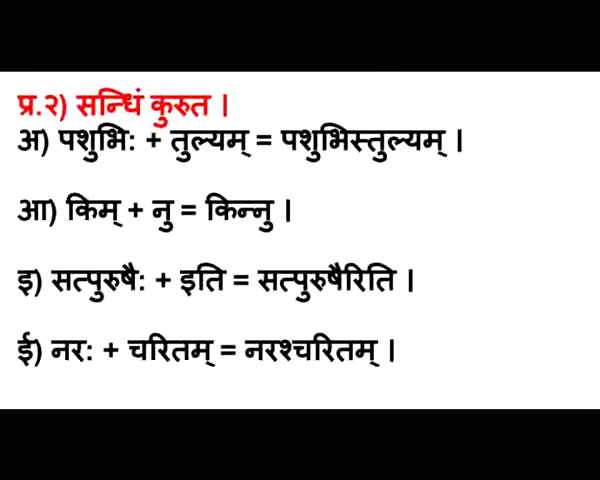 प्र.२) सन्धिं कुरुत ।
अ) पशुभि: + तुल्यम् = पशुभिस्तुल्यम् ।
आ) किम् + नु = किन्नु ।
इ) सत्पुरुषै: + इति = सत्पुरुषैरिति ।
ई) नर: + चरितम् = नरश्चरितम् ।